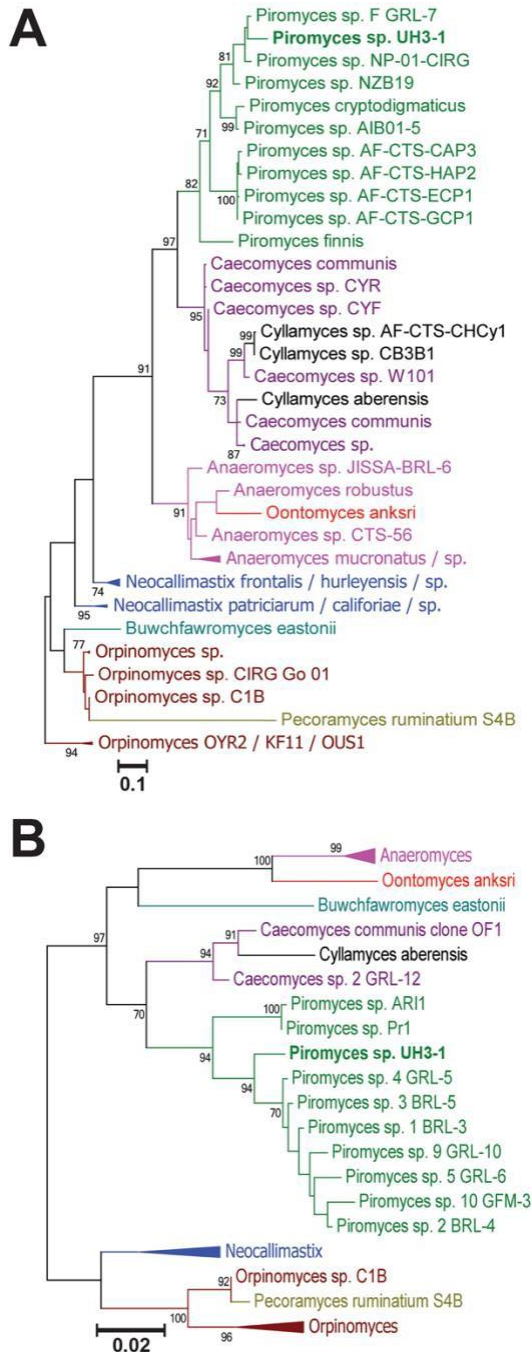 A
Piromyces sp. F GRL-7
Piromyces sp. UH3-1
81
Piromyces sp. NP-01-CIRG
92
Piromyces sp. NZB19
Piromyces cryptodigmaticus
71
99
Piromyces sp. AIB01-5
Piromyces sp. AF-CTS-CAP3
82
Piromyces sp. AF-CTS-HAP2
100
Piromyces sp. AF-CTS-ECP1
Piromyces sp. AF-CTS-GCP1
97
Piromyces finnis
Caecomyces communis
Caecomyces sp. CYR
95
Caecomyces sp. CYF
99
Cyllamyces sp. AF-CTS-CHCy1
99
Cyllamyces sp. CB3B1
91
Caecomyces sp. W101
73
Cyllamyces aberensis
Caecomyces communis
87
Caecomyces sp.
Anaeromyces sp. JISSA-BRL-6
Anaeromyces robustus
91
Oontomyces anksri
Anaeromyces sp. CTS-56
Anaeromyces mucronatus / sp.
74
Neocallimastix frontalis / hurleyensis / sp.
95
Neocallimastix patriciarum / califoriae / sp.
Buwchfawromyces eastonii
77
Orpinomyces sp.
Orpinomyces sp. CIRG Go 01
Orpinomyces sp. C1B
Pecoramyces ruminatium S4B
94
Orpinomyces OYR2 / KF11 / OUS1
0.1
B
99
Anaeromyces
100
Oontomyces anksri
Buwchfawromyces eastonii
97
91
Caecomyces communis clone OF1
94
Cyllamyces aberensis
Caecomyces sp. 2 GRL-12
70
100
Piromyces sp. ARI1
Piromyces sp. Pr1
94
Piromyces sp. UH3-1
94
Piromyces sp. 4 GRL-5
70
Piromyces sp. 3 BRL-5
Piromyces sp. 1 BRL-3
Piromyces sp. 9 GRL-10
Piromyces sp. 5 GRL-6
Piromyces sp. 10 GFM-3
Piromyces sp. 2 BRL-4
Neocallimastix
92
Orpinomyces sp. C1B
Pecoramyces ruminatium S4B
100
96
Orpinomyces
0.02